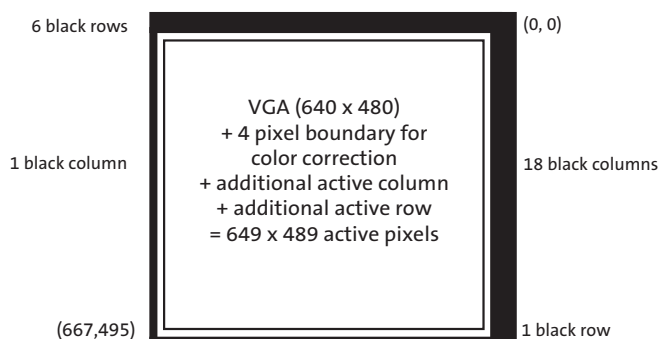 6 black rows
(0, 0)
VGA (640 x 480)
+ 4 pixel boundary for
color correction
+ additional active column
+ additional active row
= 649 x 489 active pixels
1 black column
18 black columns
(667,495)
1 black row